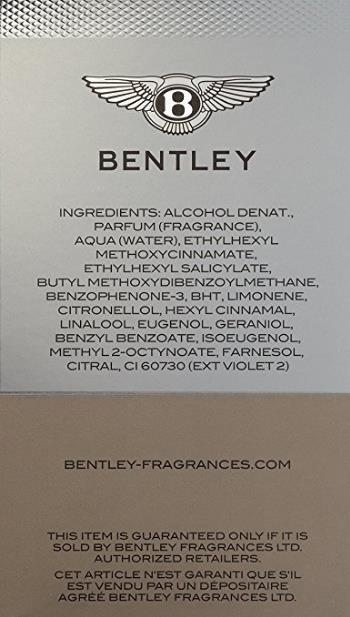 B
BENTLEY
INGREDIENTS: ALCOHOL DENAT.,
PARFUM (FRAGRANCE),
AQUA (WATER), ETHYLHEXYL
METHOXYCINNAMATE,
ETHYLHEXYL SALICYLATE,
BUTYL METHOXYDIBENZOYLMETHANE,
BENZOPHENONE-3, BHT, LIMONENE,
CITRONELLOL, HEXYL CINNAMAL,
LINALOOL, EUGENOL, GERANIOL,
BENZYL BENZOATE, ISOEUGENOL,
METHYL 2-OCTYNOATE, FARNESOL,
CITRAL, CI 60730 (EXT VIOLET 2)
BENTLEY-FRAGRANCES.COM
THIS ITEM IS GUARANTEED ONLY IF IT IS
SOLD BY BENTLEY FRAGRANCES LTD.
AUTHORIZED RETAILERS.
CET ARTICLE N'EST GARANTI QUE S'IL
EST VENDU PAR UN DÉPOSITAIRE
AGRÉÉ BENTLEY FRAGRANCES LTD.